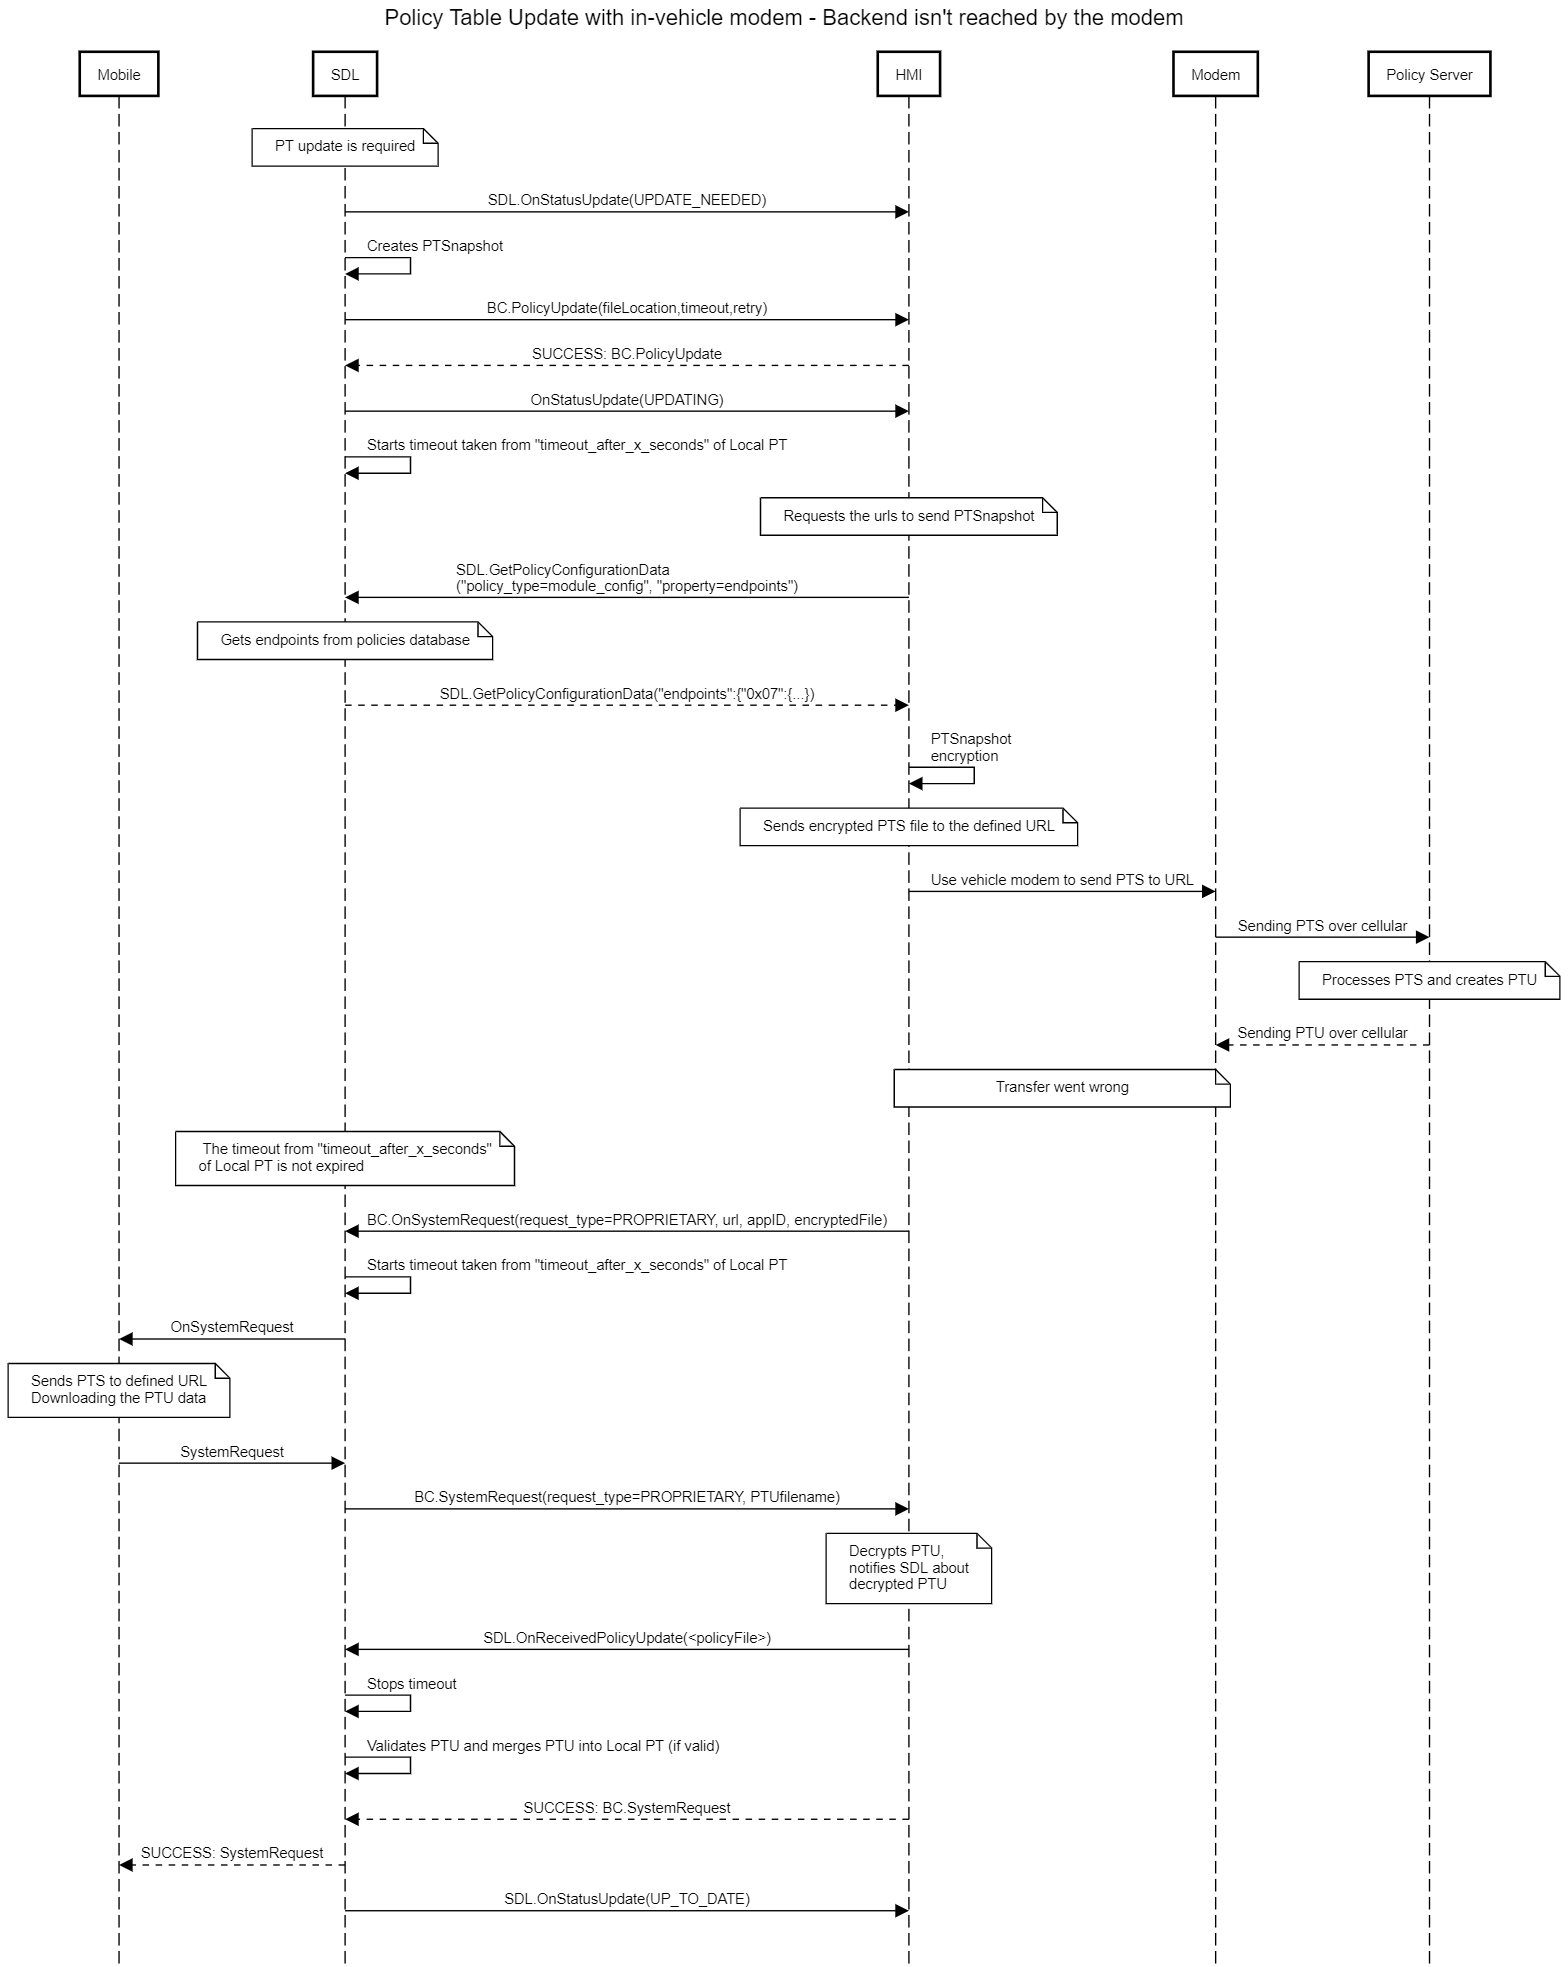 Policy Table Update with in-vehicle modem - Backend isn't reached by the modem
Mobile
SDL
HMI
Modem
Policy Server
PT update is required
SDL.OnStatusUpdate(UPDATE_NEEDED)
Creates PTSnapshot
BC.PolicyUpdate(fileLocation,timeout,retry)
SUCCESS: BC.PolicyUpdate
OnStatusUpdate(UPDATING)
Starts timeout taken from "timeout_after_x_seconds" of Local PT
Requests the urls to send PTSnapshot
SDL.GetPolicyConfigurationData
("policy_type=module_config", "property=endpoints")
Gets endpoints from policies database
SDL.GetPolicyConfigurationData("endpoints":{"0x07":{...})
PTSnapshot
encryption
Sends encrypted PTS file to the defined URL
Use vehicle modem to send PTS to URL
Sending PTS over cellular
Processes PTS and creates PTU
Sending PTU over cellular
Transfer went wrong
The timeout from "timeout_after_x_seconds"
of Local PT is not expired
BC.OnSystemRequest(request_type=PROPRIETARY, url, appID, encryptedFile)
Starts timeout taken from "timeout_after_x_seconds" of Local PT
OnSystemRequest
Sends PTS to defined URL
Downloading the PTU data
SystemRequest
BC.SystemRequest(request_type=PROPRIETARY, PTUfilename)
Decrypts PTU,
notifies SDL about
decrypted PTU
SDL.OnReceivedPolicyUpdate(<policyFile>)
Stops timeout
Validates PTU and merges PTU into Local PT (if valid)
SUCCESS: BC.SystemRequest
SUCCESS: SystemRequest
SDL.OnStatusUpdate(UP_TO_DATE)